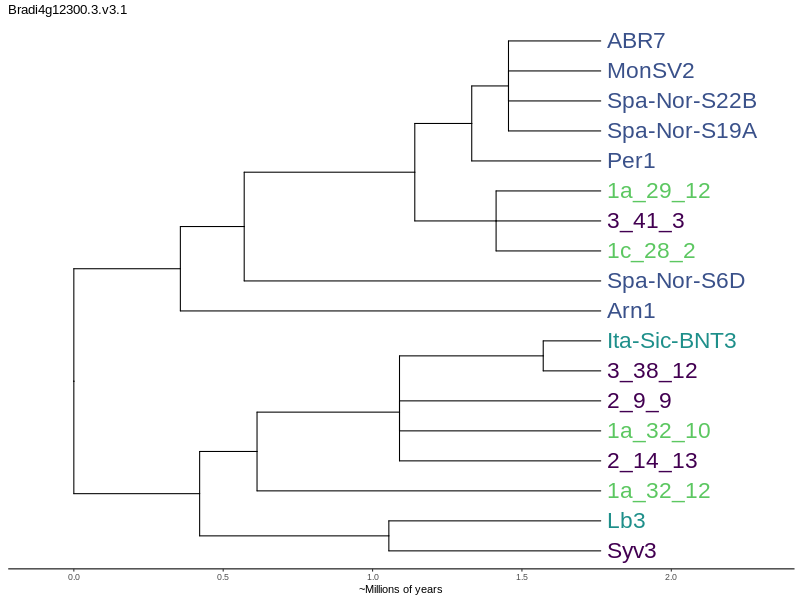 Bradi4g12300.3.v3.1
ABR7
MonSV2
Spa-Nor-S22B
Spa-Nor-S19A
Per1
1a_29_12
3_41_3
1c_28_2
Spa-Nor-S6D
Arn1
Ita-Sic-BNT3
3_38_12
2_9_9
1a_32_10
2_14_13
1a_32_12
Lb3
Syv3
0.0 0.5 1.0 1.5 2.0
~Millions of years